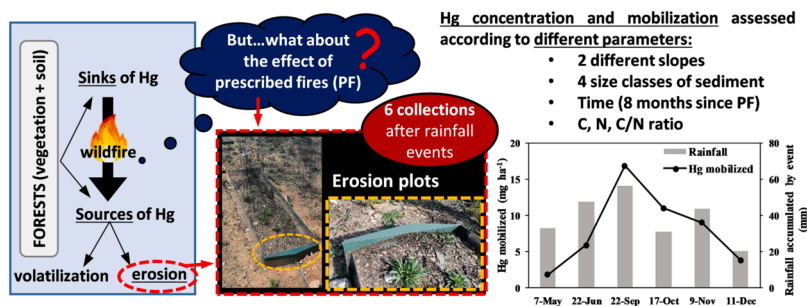 FORESTS (vegetation + soil)
Sinks of Hg
wildfire
Sources of Hg
volatilization
erosion
But...what about
the effect of
prescribed fires (PF)
?
6 collections
after rainfall
events
Erosion plots
Hg concentration and mobilization assessed
according to different parameters:
• 2 different slopes
• 4 size classes of sediment
• Time (8 months since PF)
• C, N, C/N ratio
Hg mobilized (mg ha⁻¹)
20
15
10
5
0
Rainfall
Hg mobilized
80
60
40
20
0
Rainfall accumulated by event
(mm)
7-May 22-Jun 22-Sep 17-Oct 9-Nov 11-Dec